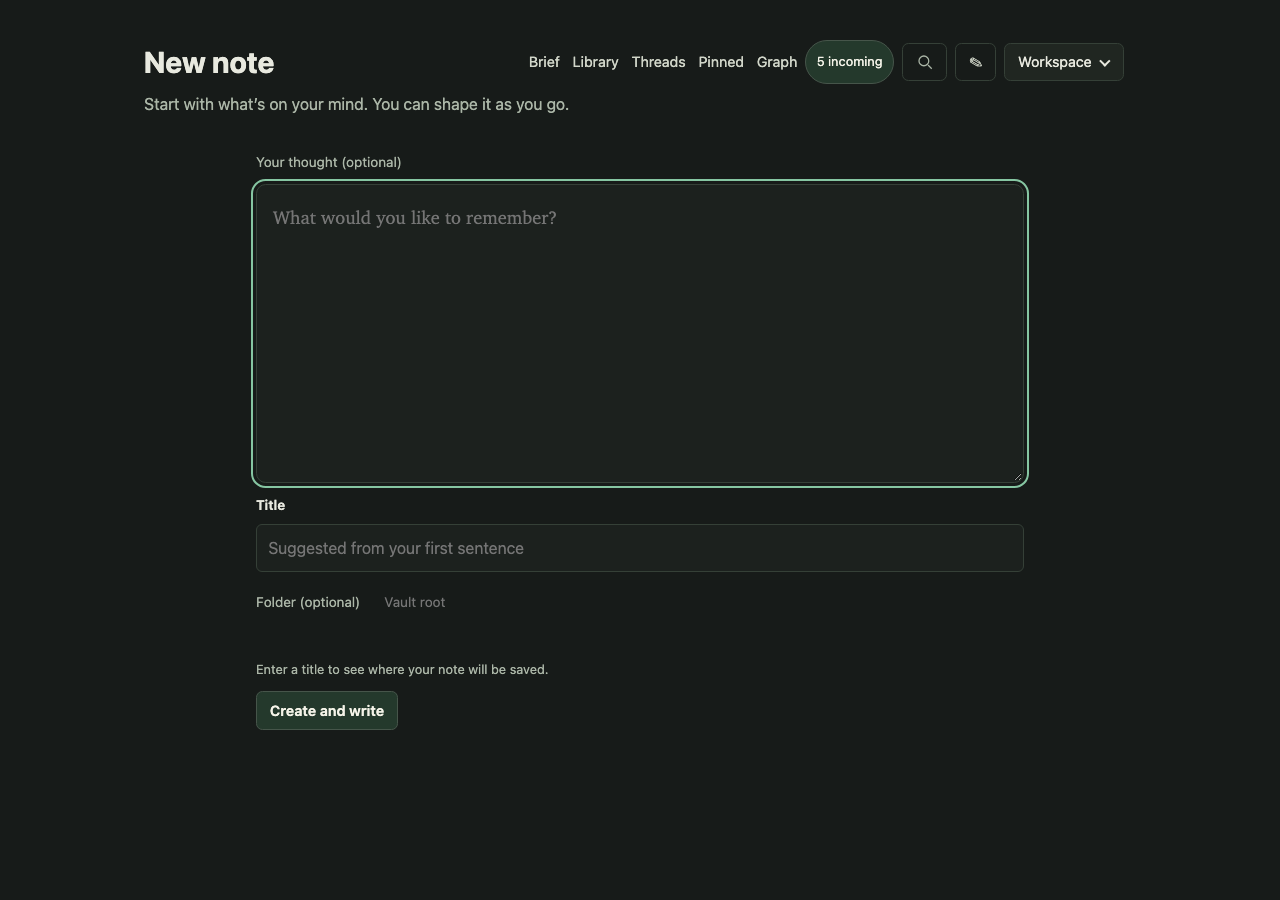 New note
Brief Library Threads Pinned Graph 5 incoming Workspace
Start with what’s on your mind. You can shape it as you go.
Your thought (optional)
What would you like to remember?
Title
Suggested from your first sentence
Folder (optional) Vault root
Enter a title to see where your note will be saved.
Create and write